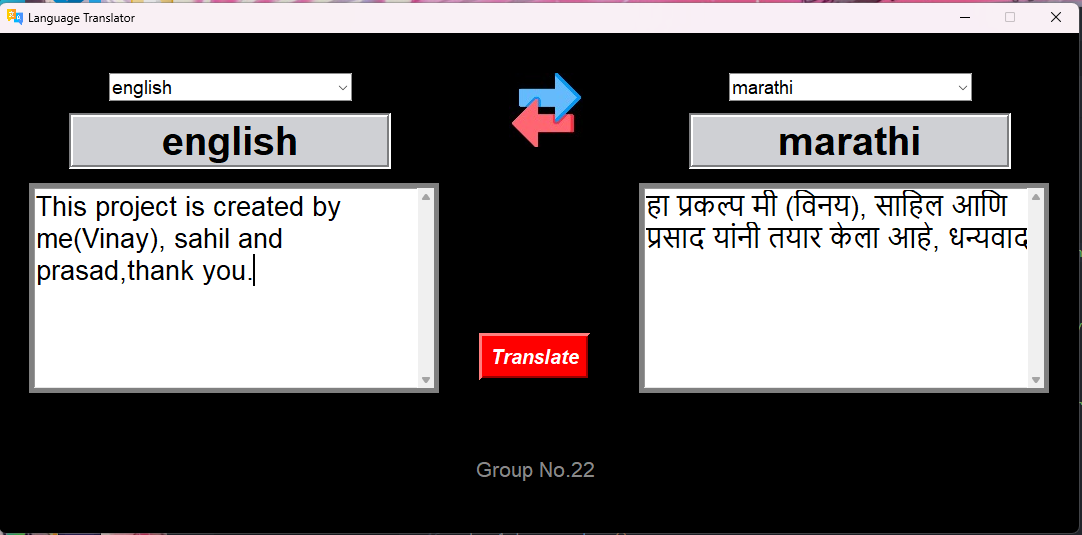 Language Translator
english
marathi
english
marathi
This project is created by
me(Vinay), sahil and
prasad,thank you.
हा प्रकल्प मी (विनय), साहिल आणि
प्रसाद यांनी तयार केला आहे, धन्यवाद
Translate
Group No.22